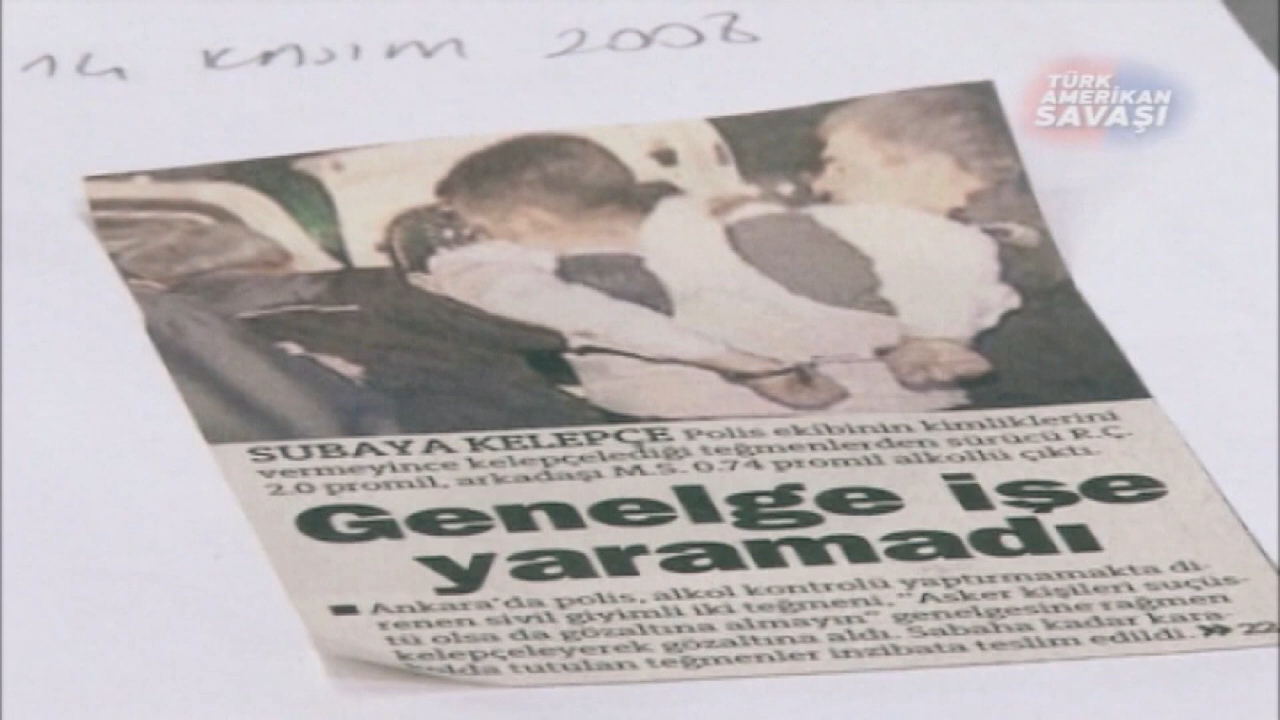 14 Kasım 2008
TÜRK
AMERİKAN
SAVAŞI
SUBAYA KELEPÇE Polis ekibinin kimliklerini
vermeyince kelepçelediği teğmenlerden sürücü R.Ç.
2.0 promil, arkadaşı M.S. 0.74 promil alkollü çıktı.
Genelge işe
yaramadı
Ankara'da polis, alkol kontrolü yaptırmamakta di-
renen sivil giyimli iki teğmeni, "Asker kişileri suçüs-
tü olsa da gözaltına almayın" genelgesine rağmen
kelepçeleyerek gözaltına aldı. Sabaha kadar kara-
tutulan teğmenler inzibata teslim edildi. 22